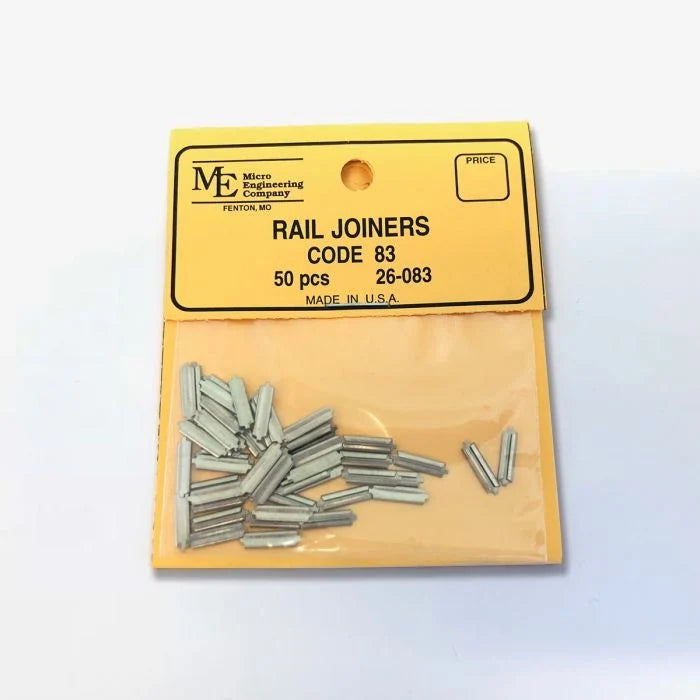 ME Micro
Engineering
Company
FENTON, MO
PRICE
RAIL JOINERS
CODE 83
50 pcs 26-083
MADE IN U.S.A.